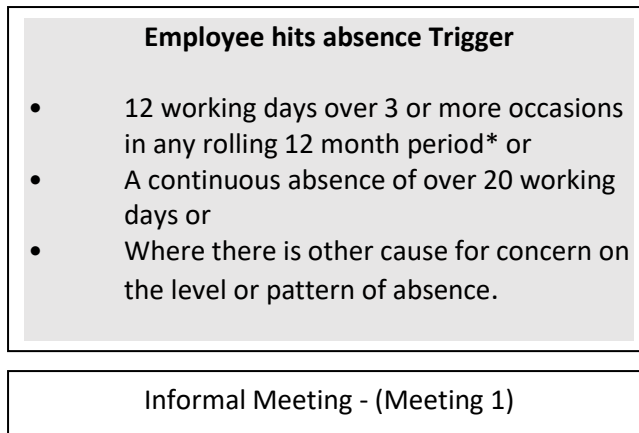 Employee hits absence Trigger
• 12 working days over 3 or more occasions
in any rolling 12 month period* or
• A continuous absence of over 20 working
days or
• Where there is other cause for concern on
the level or pattern of absence.
Informal Meeting - (Meeting 1)